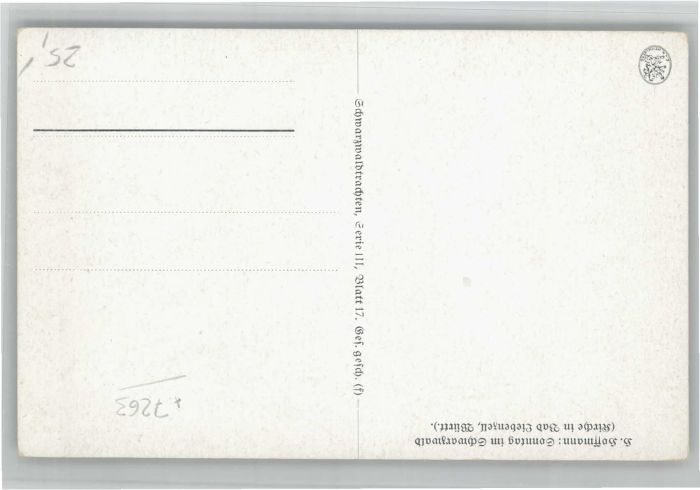 H. Hoffmann: Sonntag im Schwarzwald
(Kirche in Bad Liebenzell, Württ.).
Schwarzwaldtrachten, Serie III, Blatt 17. Ges. gesch. (f)
* 7263
25,